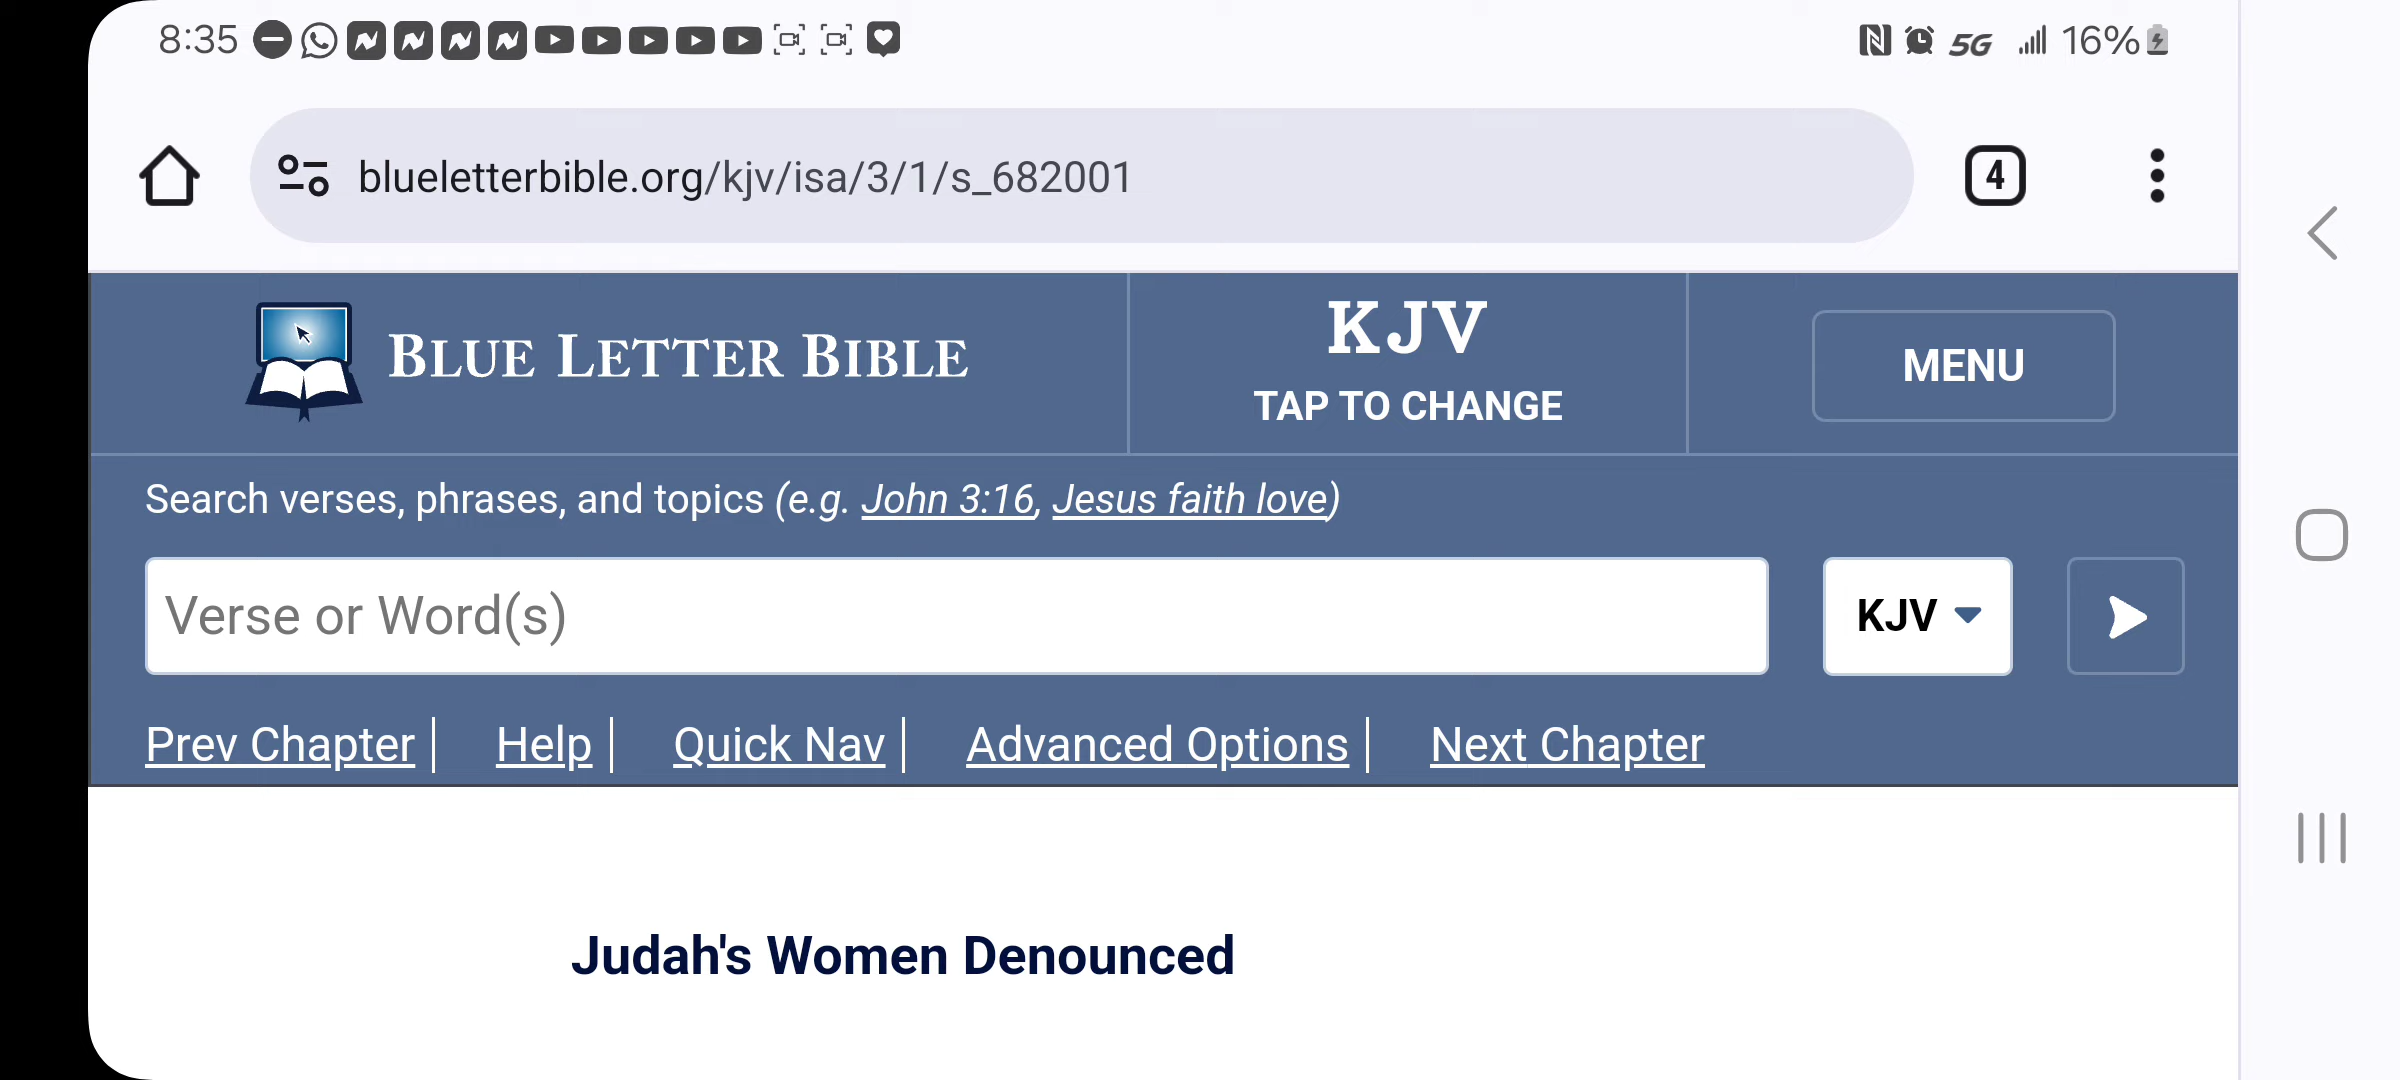 8:35 5G 16%
blueletterbible.org/kjv/isa/3/1/s_682001 4
BLUE LETTER BIBLE KJV MENU
TAP TO CHANGE
Search verses, phrases, and topics (e.g. John 3:16, Jesus faith love)
Verse or Word(s) KJV
Prev Chapter Help Quick Nav Advanced Options Next Chapter
Judah's Women Denounced